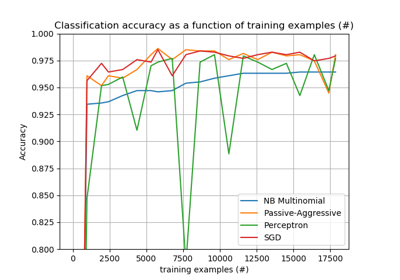 Classification accuracy as a function of training examples (#)
1.000
0.975
0.950
0.925
0.900
0.875
0.850
0.825
0.800
Accuracy
NB Multinomial
Passive-Aggressive
Perceptron
SGD
0 2500 5000 7500 10000 12500 15000 17500
training examples (#)